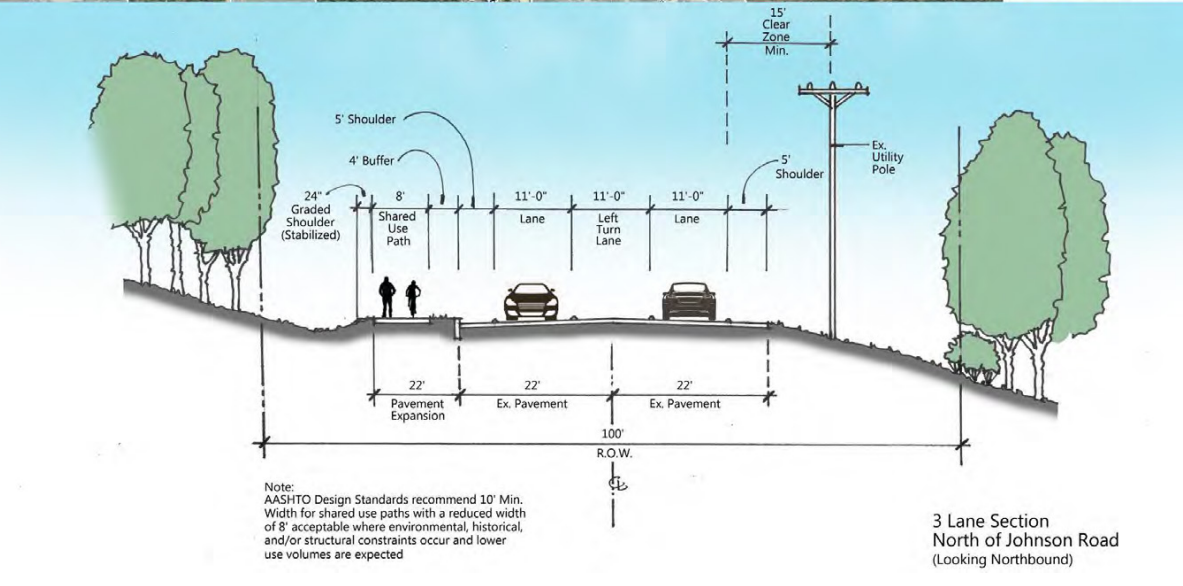 15'
Clear
Zone
Min.
5' Shoulder
4' Buffer
24"
Graded
Shoulder
(Stabilized)
8'
Shared
Use
Path
11'-0"
Lane
11'-0"
Left
Turn
Lane
11'-0"
Lane
5'
Shoulder
Ex.
Utility
Pole
22'
Pavement
Expansion
22'
Ex. Pavement
22'
Ex. Pavement
100'
R.O.W.
CL
Note:
AASHTO Design Standards recommend 10' Min.
Width for shared use paths with a reduced width
of 8' acceptable where environmental, historical,
and/or structural constraints occur and lower
use volumes are expected
3 Lane Section
North of Johnson Road
(Looking Northbound)